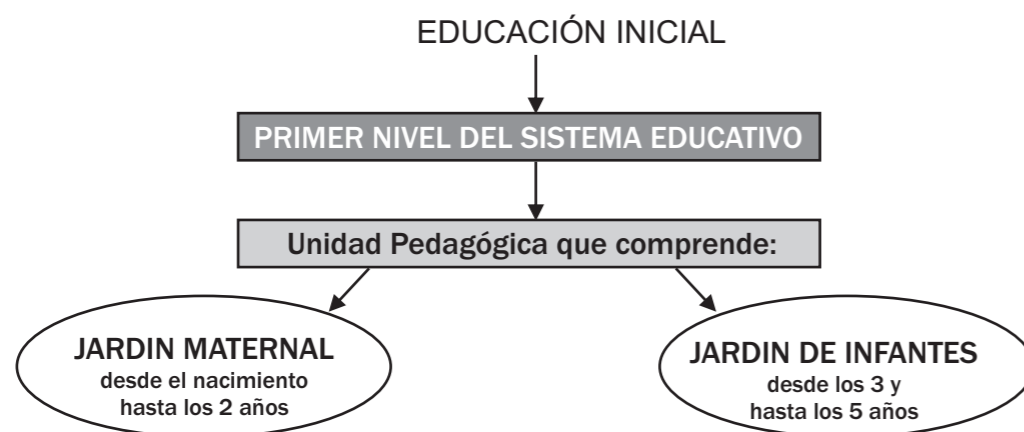 EDUCACIÓN INICIAL
PRIMER NIVEL DEL SISTEMA EDUCATIVO
Unidad Pedagógica que comprende:
JARDIN MATERNAL
desde el nacimiento
hasta los 2 años
JARDIN DE INFANTES
desde los 3 y
hasta los 5 años